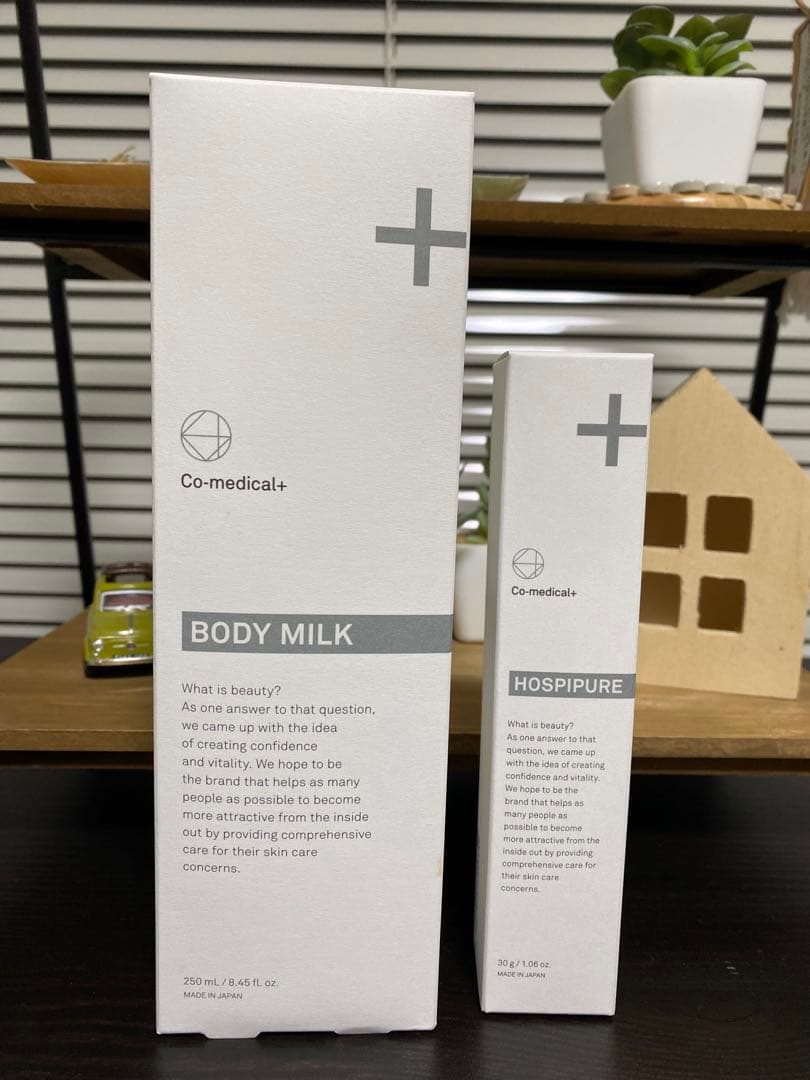 Co-medical+
BODY MILK
What is beauty?
As one answer to that question,
we came up with the idea
of creating confidence
and vitality. We hope to be
the brand that helps as many
people as possible to become
more attractive from the inside
out by providing comprehensive
care for their skin care
concerns.
250 mL / 8.45 fl. oz.
MADE IN JAPAN
Co-medical+
HOSPIPURE
What is beauty?
As one answer to that
question, we came up
with the idea of creating
confidence and vitality.
We hope to be the
brand that helps as
many people as
possible to become
more attractive from the
inside out by providing
comprehensive care for
their skin care
concerns.
30 g / 1.06 oz.
MADE IN JAPAN